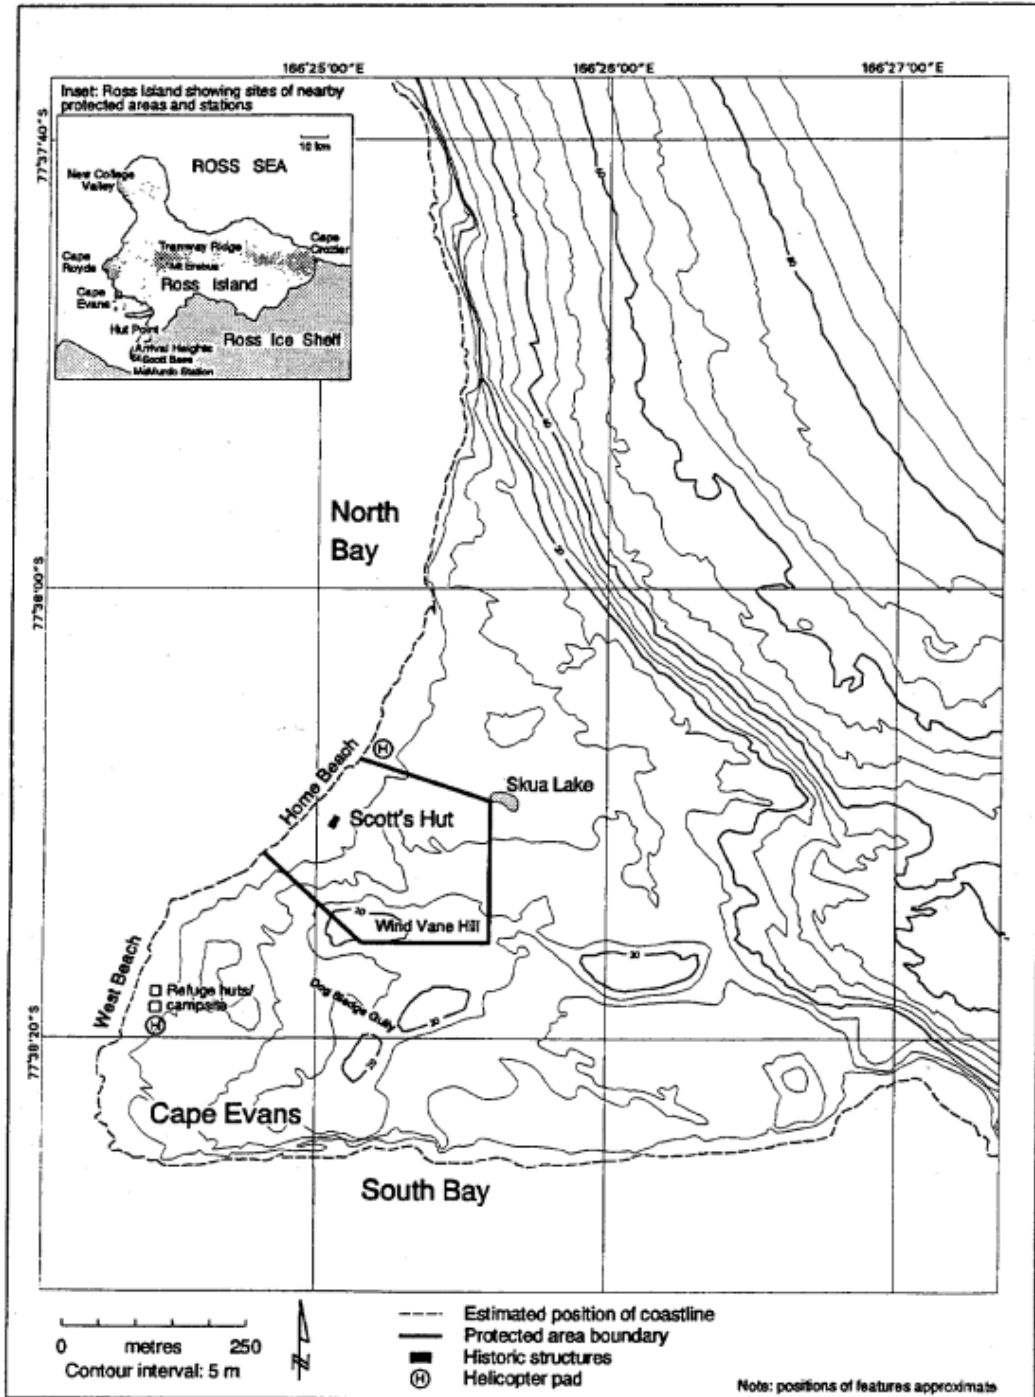 166°25'00"E
166°26'00"E
166°27'00"E
Inset: Ross Island showing sites of nearby
protected areas and stations
77°37'40"S
10 km
ROSS SEA
New College
Valley
Cape
Crozier
Tramway Ridge
Cape
Royds
Mt Erebus
Ross Island
Cape
Evans
Hut Point
Ross Ice Shelf
Arrival Heights
Scott Base
McMurdo Station
North
Bay
77°38'00"S
Home Beach
H
Skua Lake
Scott's Hut
20
Wind Vane Hill
West Beach
Refuge huts/
campsite
H
Dog Sledge Gully
20
20
77°38'20"S
Cape Evans
South Bay
0 metres 250
Contour interval: 5 m
N
Estimated position of coastline
Protected area boundary
Historic structures
H Helicopter pad
Note: positions of features approximate